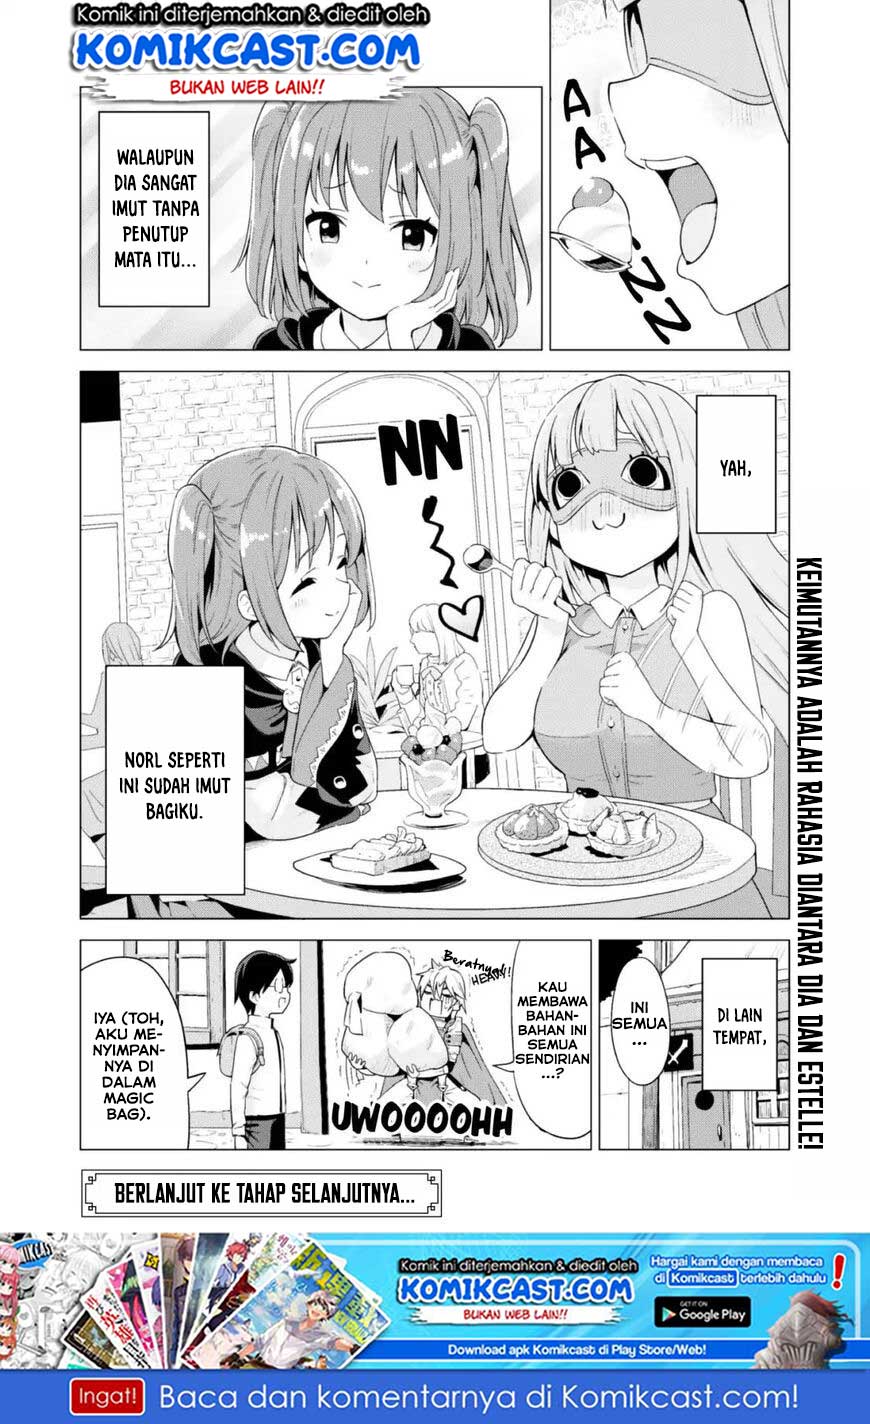 Komik ini diterjemahkan & diedit oleh
KOMIKCAST.COM
BUKAN WEB LAIN!!
AA..NN
WALAUPUN
DIA SANGAT
IMUT TANPA
PENUTUP
MATA ITU...
YAH,
NN
NORL SEPERTI
INI SUDAH IMUT
BAGIKU.
KEIMUTANNYA ADALAH RAHASIA DIANTARA DIA DAN ESTELLE!
DI LAIN
TEMPAT,
INI
SEMUA
...
KAU
MEMBAWA
BAHAN-
BAHAN INI
SEMUA
SENDIRIAN
...?
Beratnya!
HEAVY!
UWOOOOHH
IYA (TOH,
AKU ME-
NYIMPAN-
NYA DI
DALAM
MAGIC
BAG).
BERLANJUT KE TAHAP SELANJUTNYA...
Komik ini diterjemahkan & diedit oleh
KOMIKCAST.COM
BUKAN WEB LAIN!!
Hargai kami dengan membaca
di Komikcast terlebih dahulu !
GET IT ON
Google Play
Download apk Komikcast di Play Store/Web!
Ingat! Baca dan komentarnya di Komikcast.com!